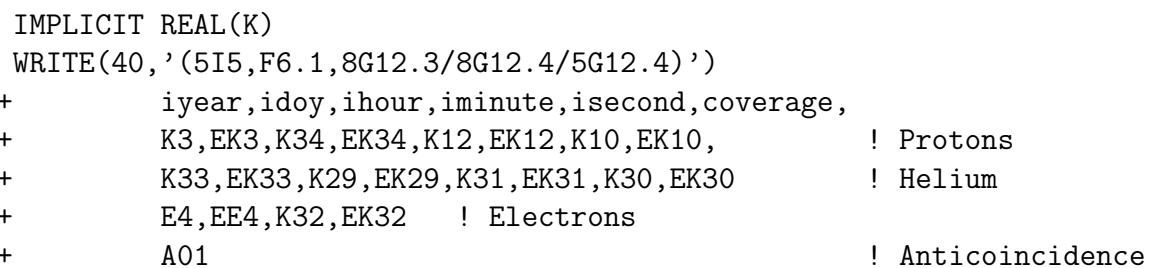 IMPLICIT REAL(K)
WRITE(40,’(5I5,F6.1,8G12.3/8G12.4/5G12.4)’)
+ iyear,idoy,ihour,iminute,isecond,coverage,
+ K3,EK3,K34,EK34,K12,EK12,K10,EK10, ! Protons
+ K33,EK33,K29,EK29,K31,EK31,K30,EK30 ! Helium
+ E4,EE4,K32,EK32 ! Electrons
+ A01 ! Anticoincidence